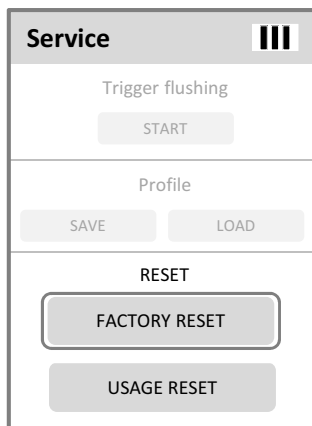 Service
Trigger flushing
START
Profile
SAVE LOAD
RESET
FACTORY RESET
USAGE RESET